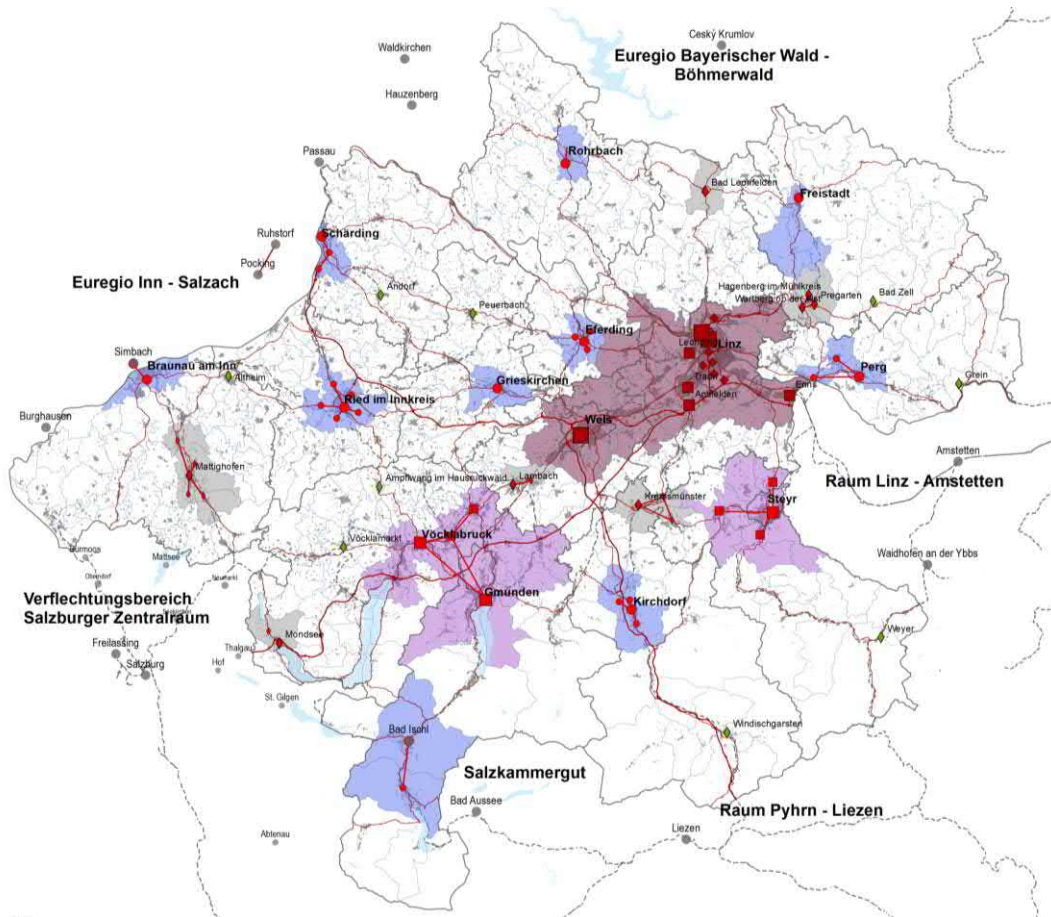 Český Krumlov
Waldkirchen
Euregio Bayerischer Wald -
Böhmerwald
Hauzenberg
Rohrbach
Passau
Bad Leonfelden
Freistadt
Ruhstorf
Schärding
Pocking
Euregio Inn - Salzach
Andorf
Peuerbach
Hagenberg im Mühlkreis
Wartberg ob der Aist
Pregarten
Bad Zell
Eferding
Linz
Leonding
Simbach
Braunau am Inn
Altheim
Grieskirchen
Traun
Perg
Grein
Enns
Ried im Innkreis
Ansfelden
Burghausen
Wels
Amstetten
Mattighofen
Ampflwang im Hausruckwald
Lambach
Kremsmünster
Raum Linz - Amstetten
Steyr
Vöcklabruck
Vöcklamarkt
Waidhofen an der Ybbs
Mattsee
Gmunden
Kirchdorf
Verflechtungsbereich
Salzburger Zentralraum
Weyer
Freilassing
Mondsee
Thalgau
Salzburg
Hof
St. Gilgen
Windischgarsten
Bad Ischl
Salzkammergut
Bad Aussee
Raum Pyhrn - Liezen
Abtenau
Liezen